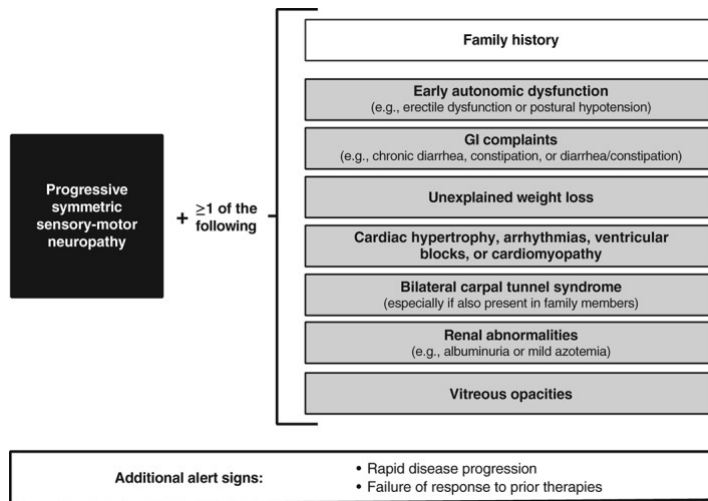 Progressive
symmetric
sensory-motor
neuropathy
+ ≥1 of the
following
Family history
Early autonomic dysfunction
(e.g., erectile dysfunction or postural hypotension)
GI complaints
(e.g., chronic diarrhea, constipation, or diarrhea/constipation)
Unexplained weight loss
Cardiac hypertrophy, arrhythmias, ventricular
blocks, or cardiomyopathy
Bilateral carpal tunnel syndrome
(especially if also present in family members)
Renal abnormalities
(e.g., albuminuria or mild azotemia)
Vitreous opacities
Additional alert signs:
• Rapid disease progression
• Failure of response to prior therapies